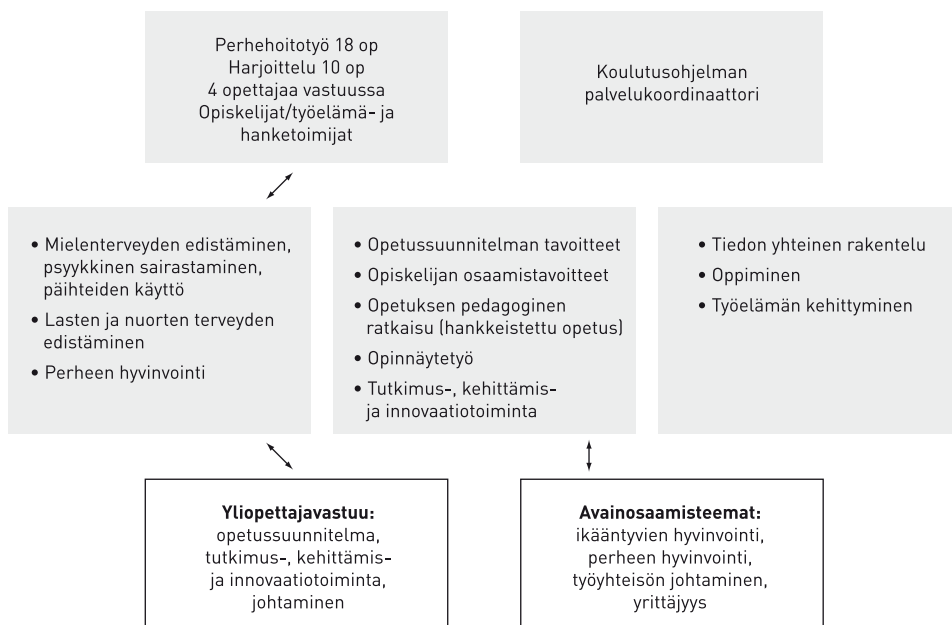 Perhehoitotyö 18 op
Harjoittelu 10 op
4 opettajaa vastuussa
Opiskelijat/työelämä- ja
hanketoimijat
Koulutusohjelman
palvelukoordinaattori
• Mielenterveyden edistäminen,
psyykkinen sairastaminen,
päihteiden käyttö
• Lasten ja nuorten terveyden
edistäminen
• Perheen hyvinvointi
• Opetussuunnitelman tavoitteet
• Opiskelijan osaamistavoitteet
• Opetuksen pedagoginen
ratkaisu (hankkeistettu opetus)
• Opinnäytetyö
• Tutkimus-, kehittämis-
ja innovaatiotoiminta
• Tiedon yhteinen rakentelu
• Oppiminen
• Työelämän kehittyminen
Yliopettajavastuu:
opetussuunnitelma,
tutkimus-, kehittämis-
ja innovaatiotoiminta,
johtaminen
Avainosaamisteemat:
ikääntyvien hyvinvointi,
perheen hyvinvointi,
työyhteisön johtaminen,
yrittäjyys